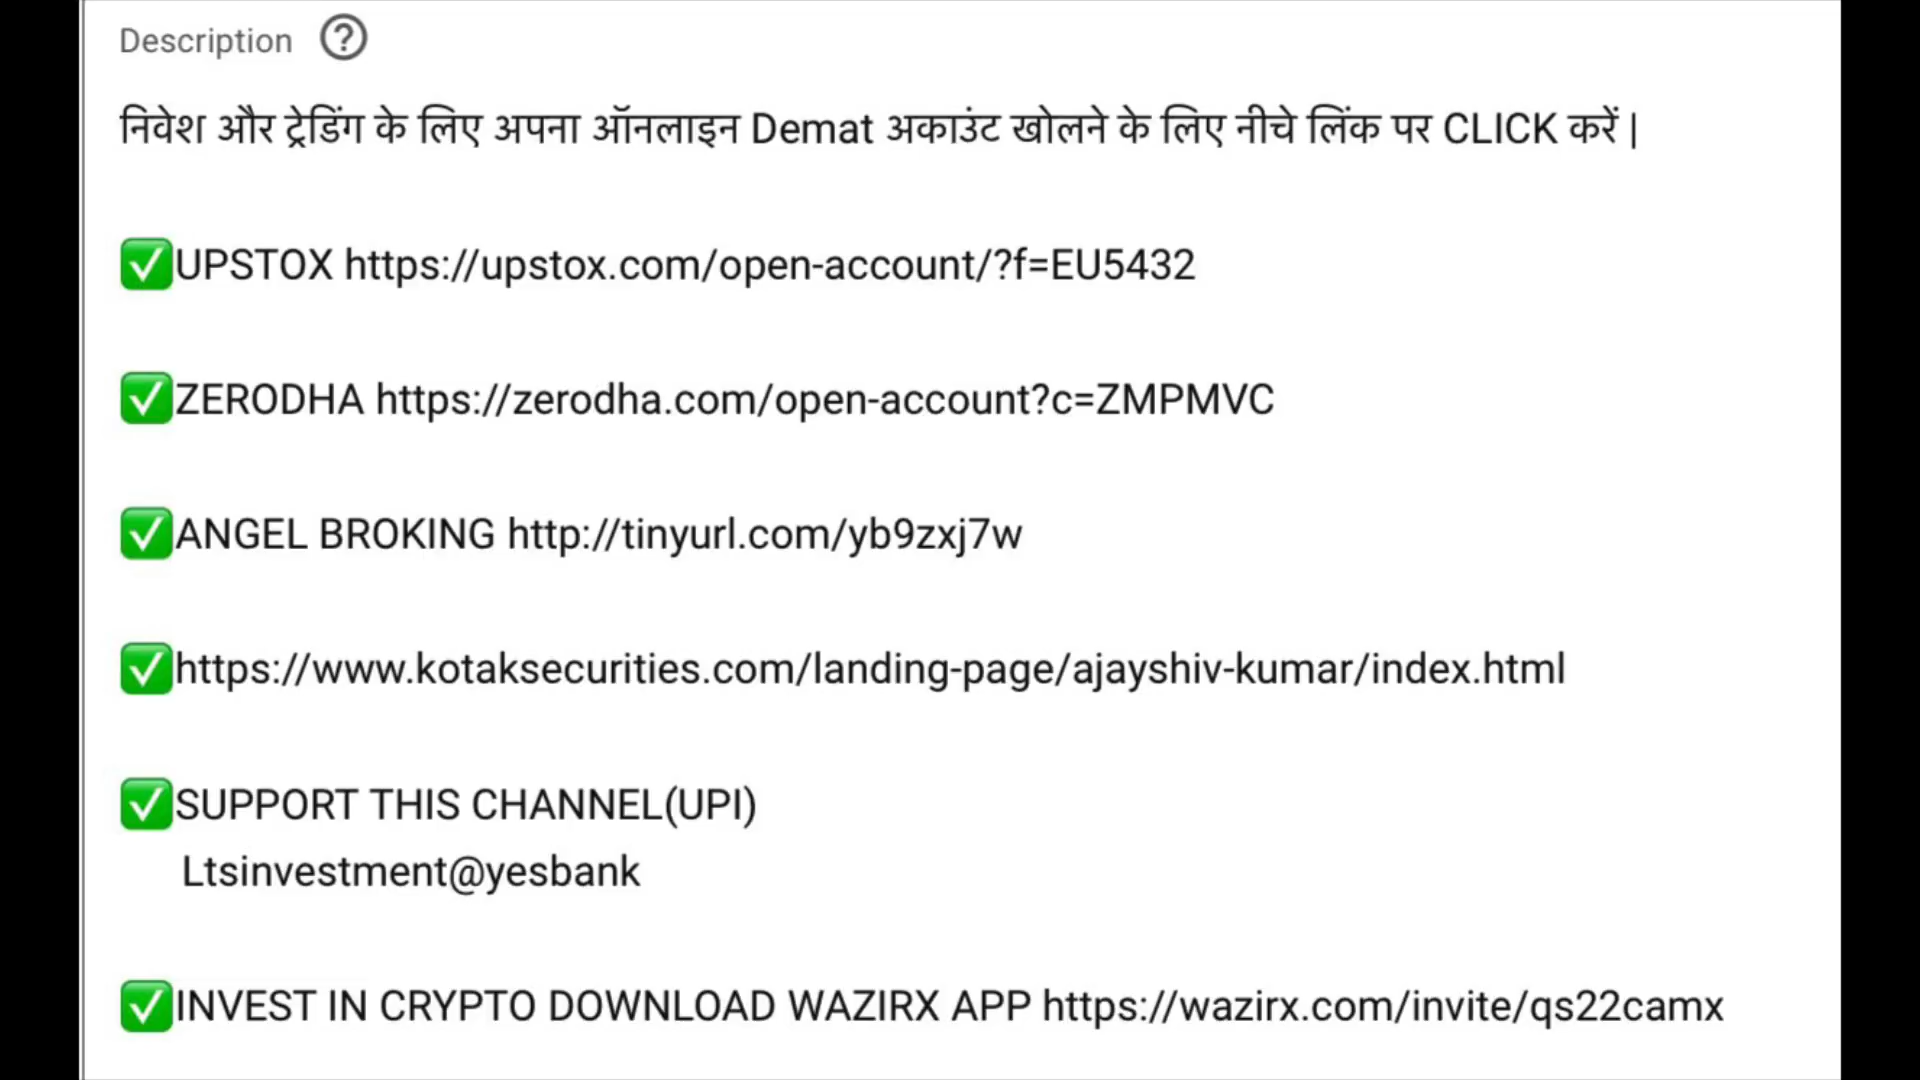 Description
निवेश और ट्रेडिंग के लिए अपना ऑनलाइन Demat अकाउंट खोलने के लिए नीचे लिंक पर CLICK करें |
✅UPSTOX https://upstox.com/open-account/?f=EU5432
✅ZERODHA https://zerodha.com/open-account?c=ZMPMVC
✅ANGEL BROKING http://tinyurl.com/yb9zxj7w
✅https://www.kotaksecurities.com/landing-page/ajayshiv-kumar/index.html
✅SUPPORT THIS CHANNEL(UPI)
Ltsinvestment@yesbank
✅INVEST IN CRYPTO DOWNLOAD WAZIRX APP https://wazirx.com/invite/qs22camx